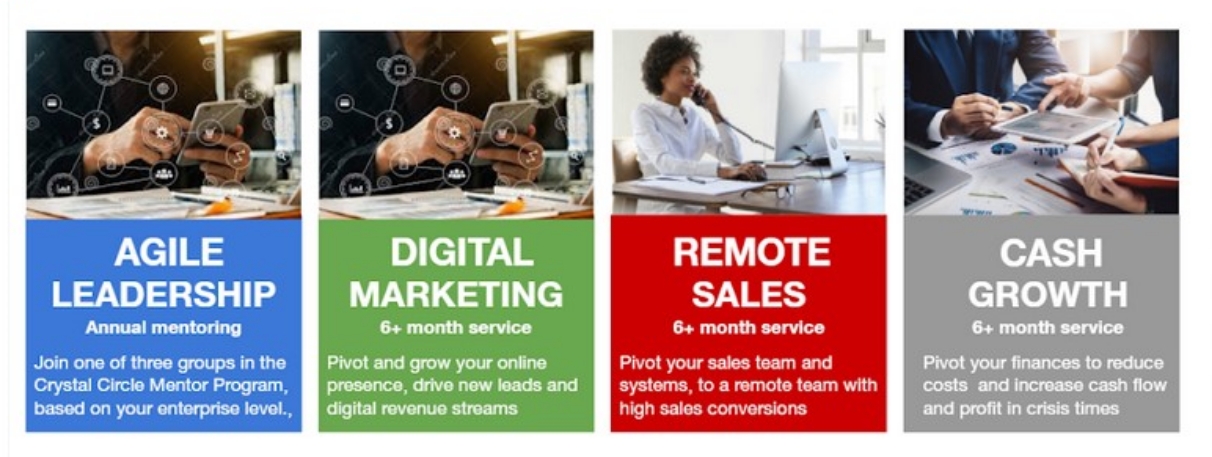 AGILE
LEADERSHIP
Annual mentoring
Join one of three groups in the
Crystal Circle Mentor Program,
based on your enterprise level.,
DIGITAL
MARKETING
6+ month service
Pivot and grow your online
presence, drive new leads and
digital revenue streams
REMOTE
SALES
6+ month service
Pivot your sales team and
systems, to a remote team with
high sales conversions
CASH
GROWTH
6+ month service
Pivot your finances to reduce
costs  and increase cash flow
and profit in crisis times